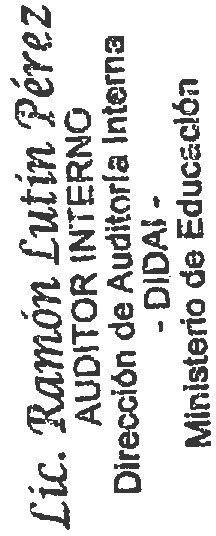 Lic. Ramón Lutín Pérez
AUDITOR INTERNO
Dirección de Auditoría Interna
- DIDAI -
Ministerio de Educación